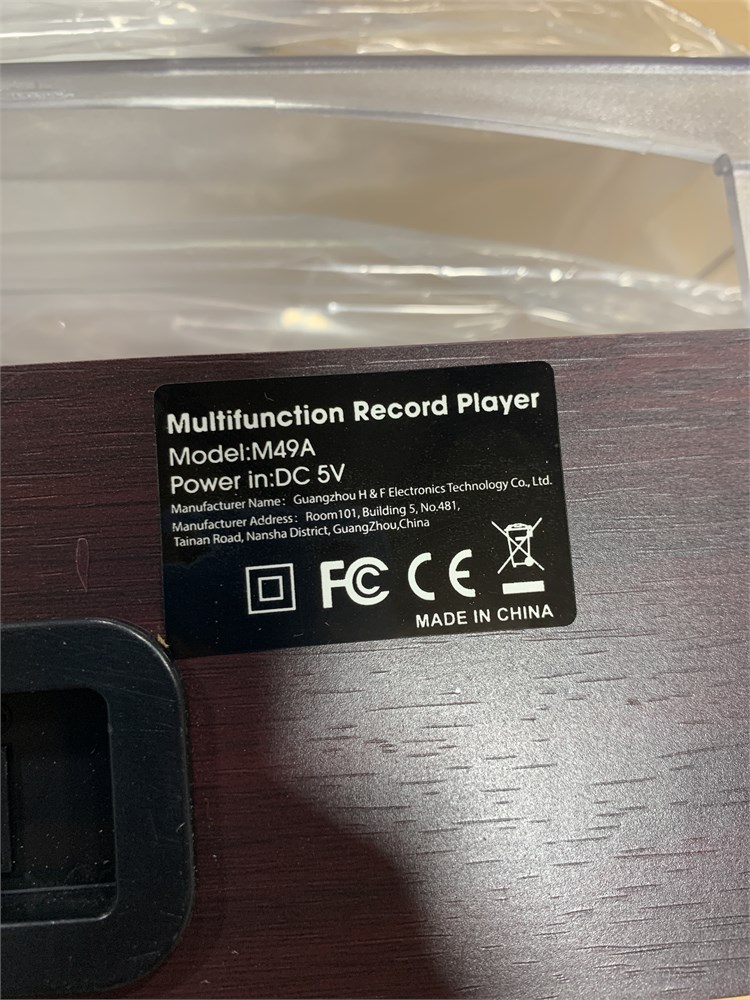 Multifunction Record Player
Model:M49A
Power in:DC 5V
Manufacturer Name: Guangzhou H & F Electronics Technology Co., Ltd.
Manufacturer Address: Room101, Building 5, No.481,
Tainan Road, Nansha District, GuangZhou,China
FC CE
MADE IN CHINA